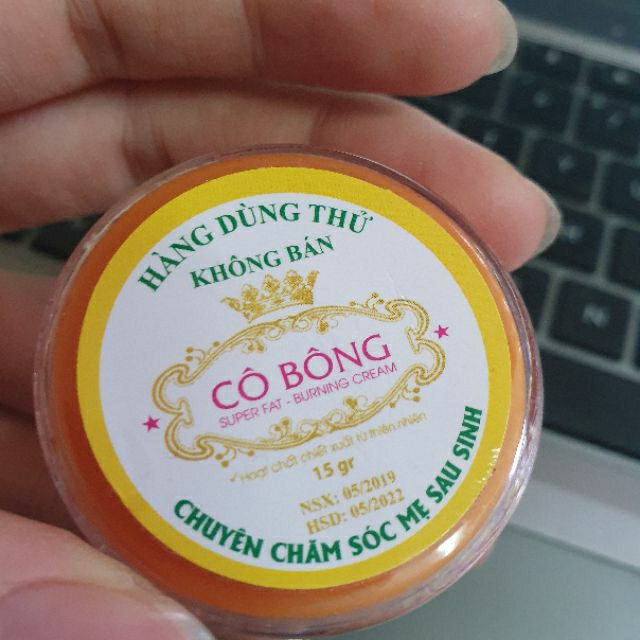 HÀNG DÙNG THỬ
KHÔNG BÁN
CÔ BÔNG
SUPER FAT - BURNING CREAM
✓Hoạt chất chiết xuất từ thiên nhiên
15 gr
NSX: 05/2019
HSD: 05/2022
CHUYÊN CHĂM SÓC MẸ SAU SINH